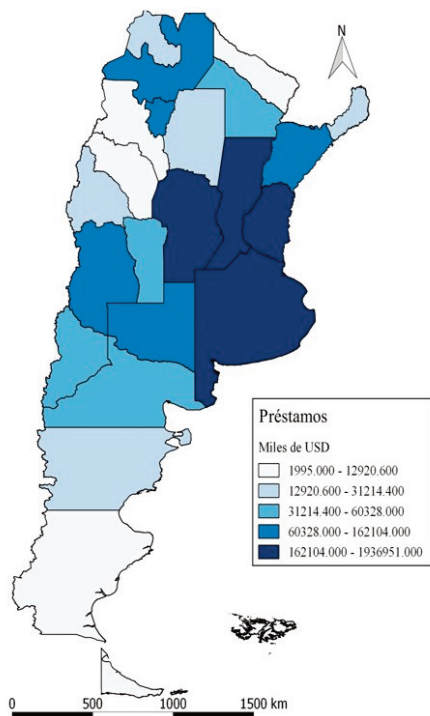 N
Préstamos
Miles de USD
1995.000 - 12920.600
12920.600 - 31214.400
31214.400 - 60328.000
60328.000 - 162104.000
162104.000 - 1936951.000
0 500 1000 1500 km